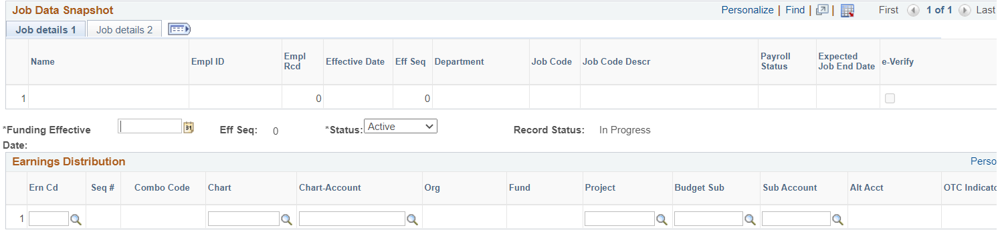 Job Data Snapshot Personalize | Find | | First 1 of 1 Last
Job details 1 Job details 2
Name Empl ID Empl Rcd Effective Date Eff Seq Department Job Code Job Code Descr Payroll Status Expected Job End Date e-Verify
1 0 0
*Funding Effective Date: 31 Eff Seq: 0 *Status: Active Record Status: In Progress
Earnings Distribution Perso
Ern Cd Seq # Combo Code Chart Chart-Account Org Fund Project Budget Sub Sub Account Alt Acct OTC Indicato
1